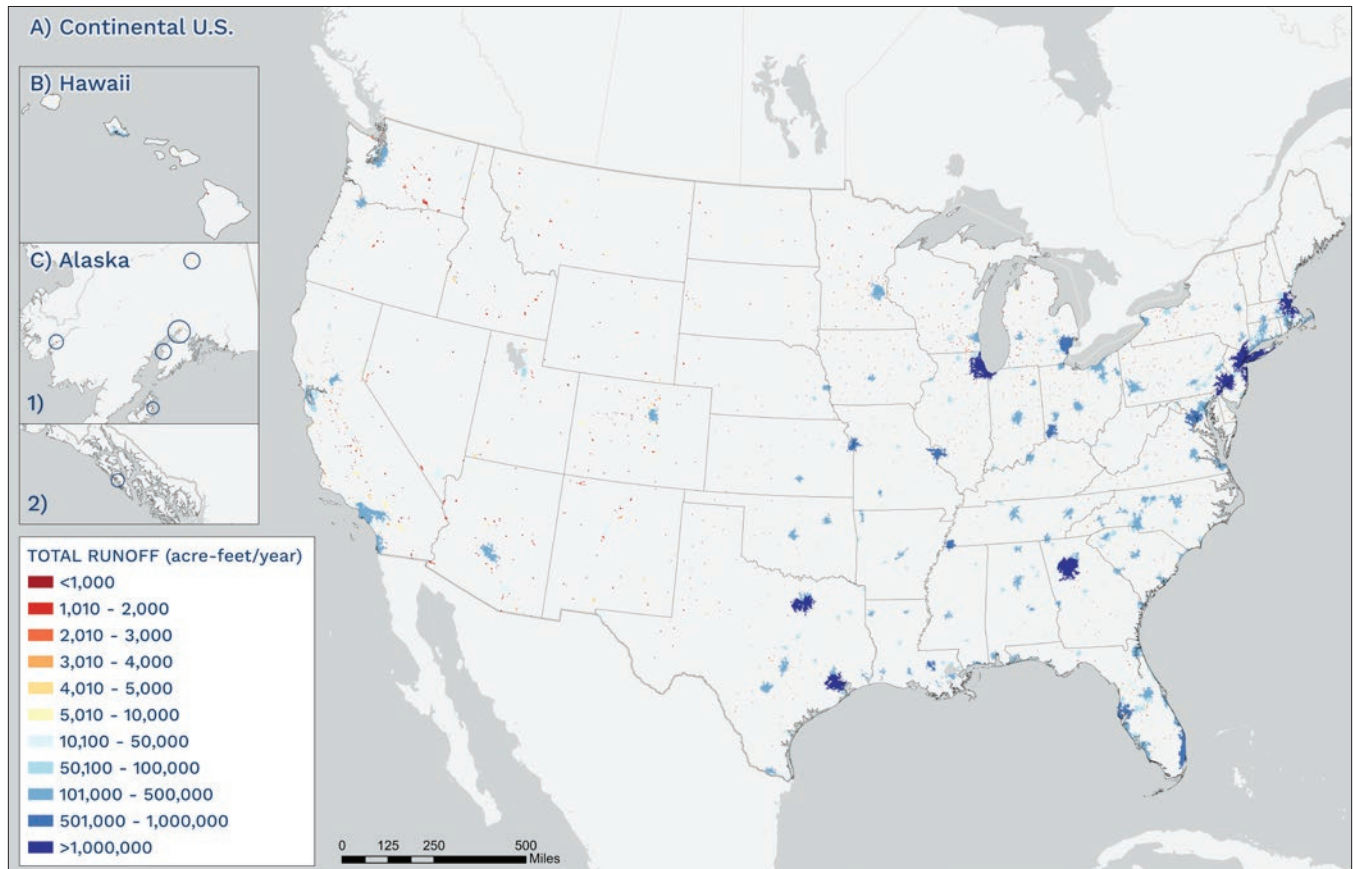 A) Continental U.S.
B) Hawaii
C) Alaska
1)
2)
TOTAL RUNOFF (acre-feet/year)
<1,000
1,010 - 2,000
2,010 - 3,000
3,010 - 4,000
4,010 - 5,000
5,010 - 10,000
10,100 - 50,000
50,100 - 100,000
101,000 - 500,000
501,000 - 1,000,000
>1,000,000
0 125 250 500
Miles